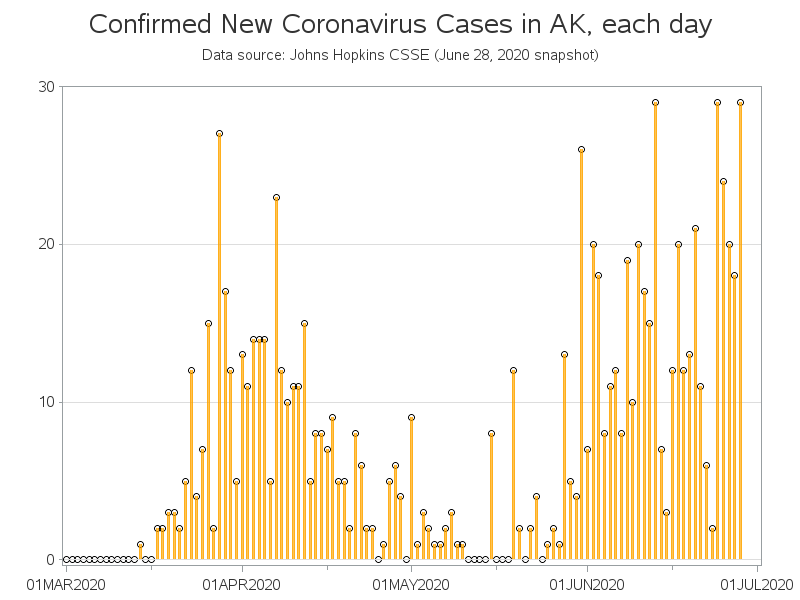 Confirmed New Coronavirus Cases in AK, each day
Data source: Johns Hopkins CSSE (June 28, 2020 snapshot)
30
20
10
0
01MAR2020 01APR2020 01MAY2020 01JUN2020 01JUL2020